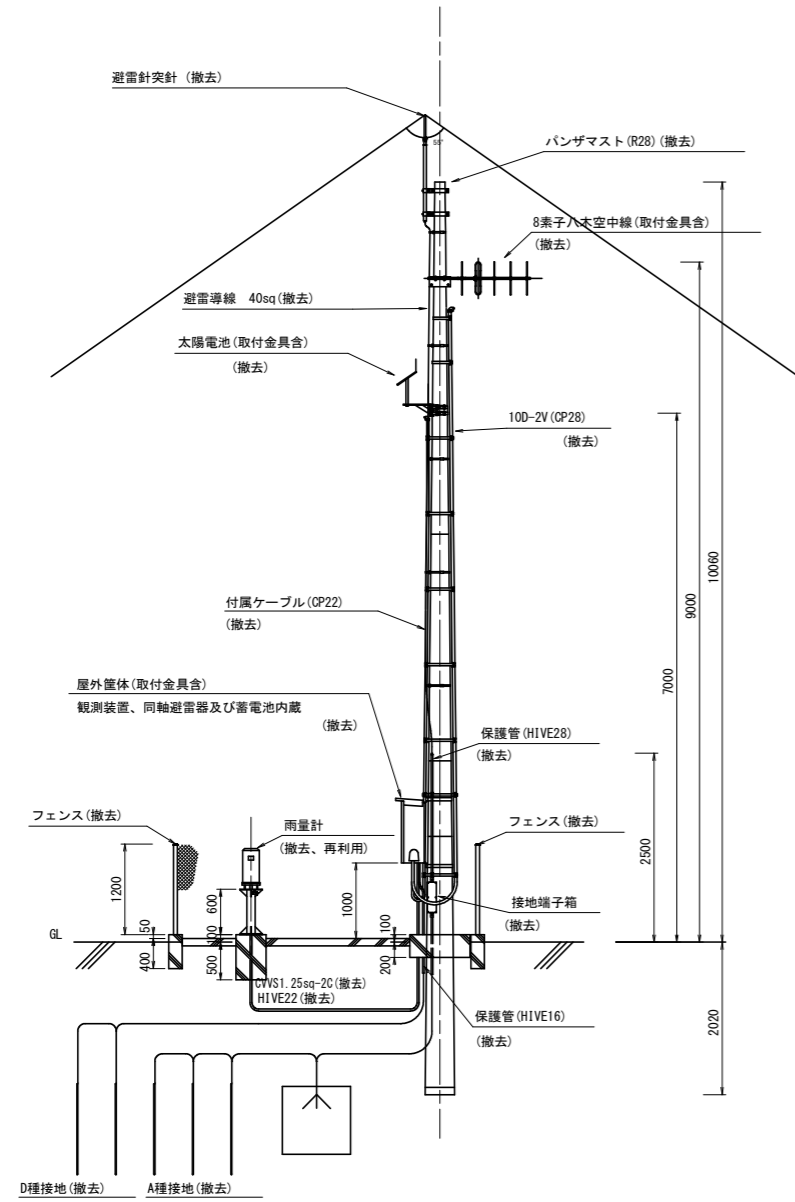 避雷針突針 (撤去)
55°
パンザマスト(R28)(撤去)
8素子八木空中線(取付金具含)
(撤去)
避雷導線 40sq(撤去)
太陽電池(取付金具含)
(撤去)
10D-2V(CP28)
(撤去)
10060
9000
7000
付属ケーブル(CP22)
(撤去)
屋外筐体(取付金具含)
観測装置、同軸避雷器及び蓄電池内蔵
(撤去)
保護管(HIVE28)
(撤去)
2500
フェンス(撤去)
雨量計
(撤去、再利用)
フェンス(撤去)
1200
600
1000
接地端子箱
(撤去)
GL
50
100
100
400
500
200
CVVS1.25sq-2C(撤去)
HIVE22(撤去)
保護管(HIVE16)
(撤去)
2020
D種接地(撤去)
A種接地(撤去)